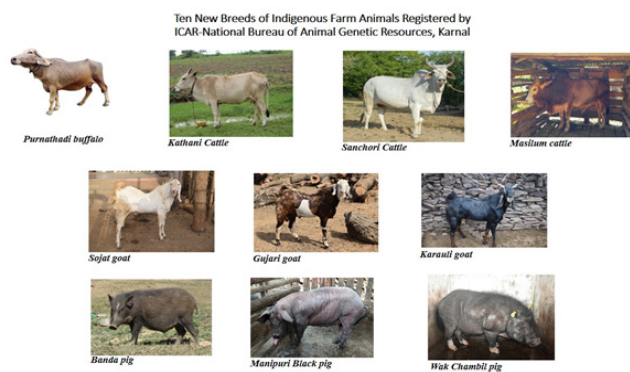 Ten New Breeds of Indigenous Farm Animals Registered by
ICAR-National Bureau of Animal Genetic Resources, Karnal
Purnathadi buffalo
Kathani Cattle
Sanchori Cattle
Masilum cattle
Sojat goat
Gujari goat
Karauli goat
Banda pig
Manipuri Black pig
Wak Chambil pig